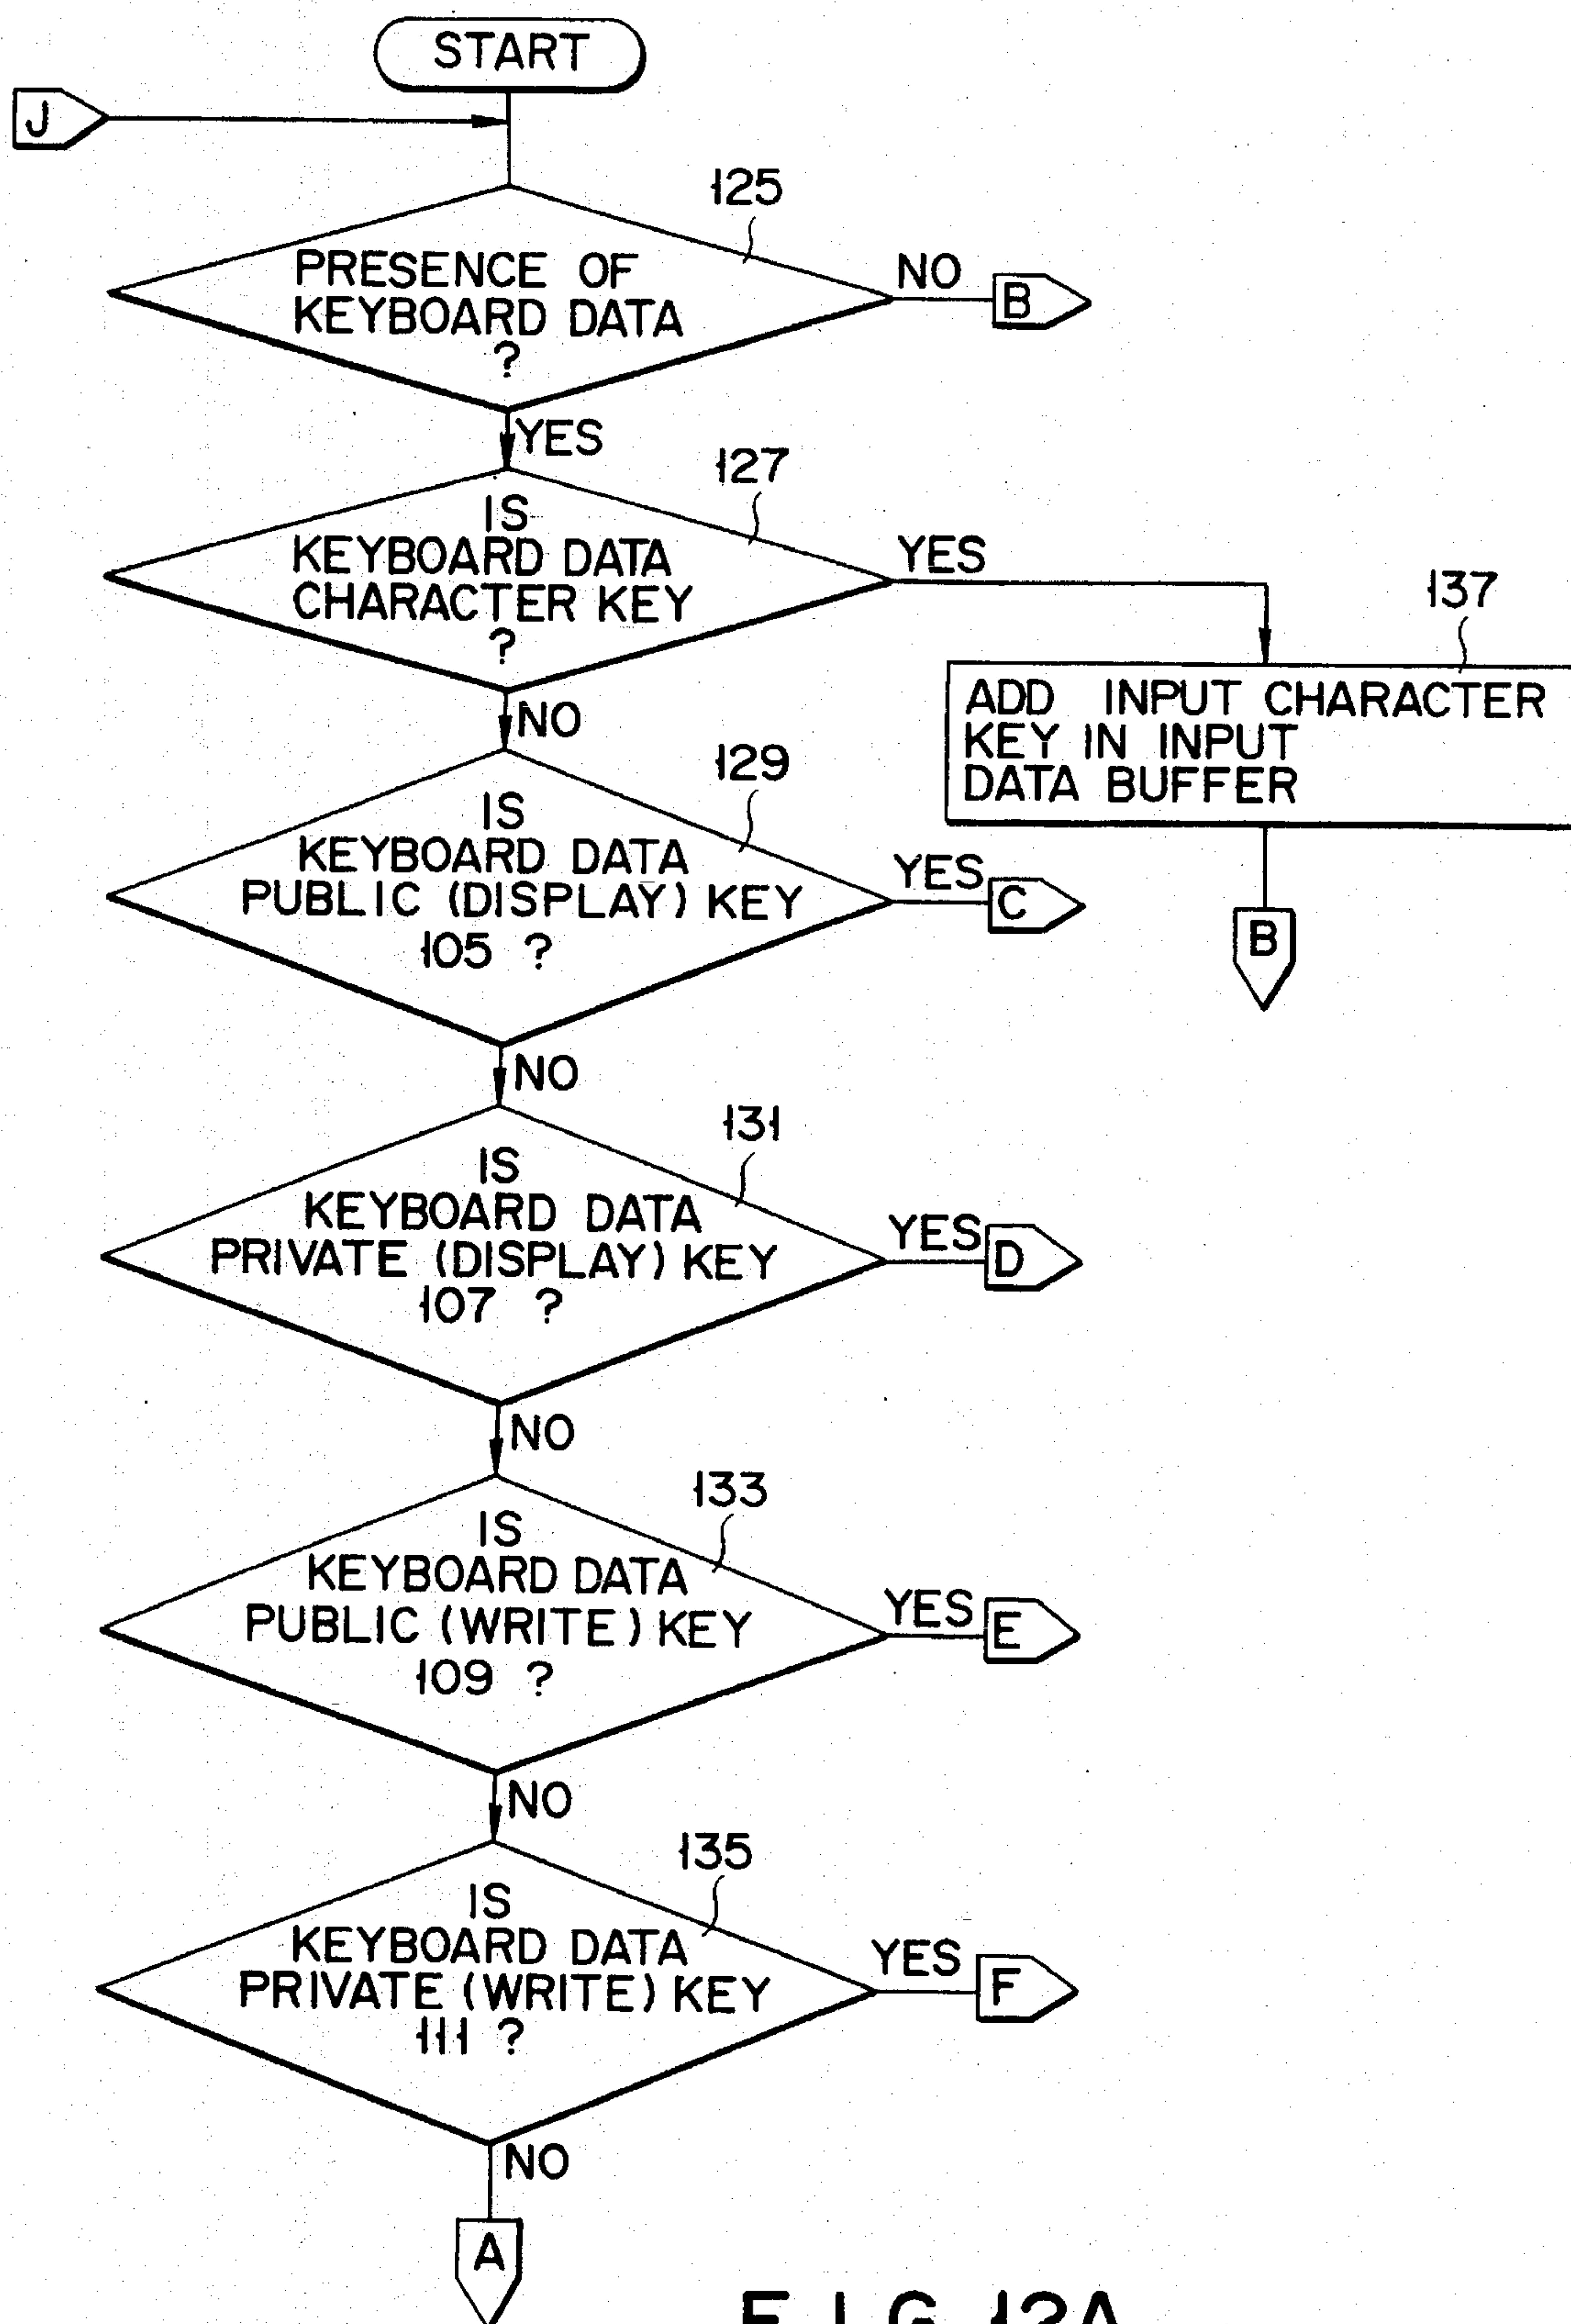 START
J
125
PRESENCE OF
KEYBOARD DATA
?
NO
B
YES
127
IS
KEYBOARD DATA
CHARACTER KEY
?
YES
137
ADD INPUT CHARACTER
KEY IN INPUT
DATA BUFFER
B
NO
129
IS
KEYBOARD DATA
PUBLIC (DISPLAY) KEY
105 ?
YES
C
NO
131
IS
KEYBOARD DATA
PRIVATE (DISPLAY) KEY
107 ?
YES
D
NO
133
IS
KEYBOARD DATA
PUBLIC (WRITE) KEY
109 ?
YES
E
NO
135
IS
KEYBOARD DATA
PRIVATE (WRITE) KEY
111 ?
YES
F
NO
A
FIG. 12A